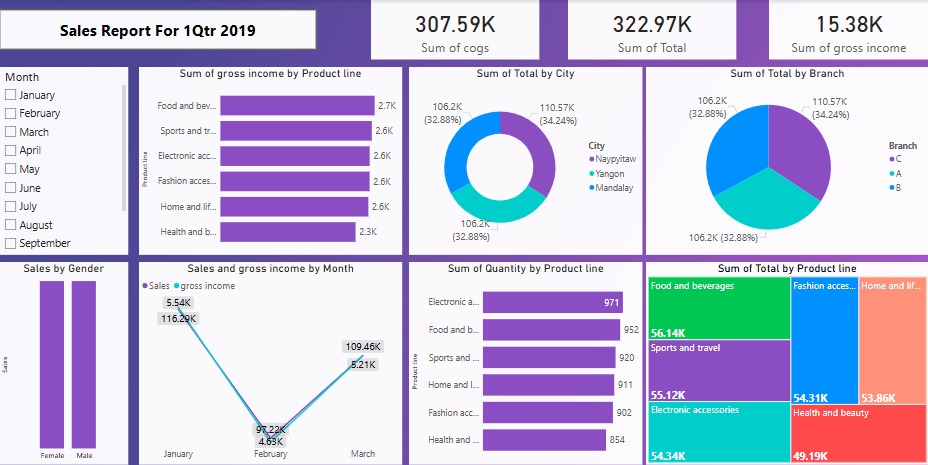 Sales Report For 1Qtr 2019
307.59K
Sum of cogs
322.97K
Sum of Total
15.38K
Sum of gross income
Month
January
February
March
April
May
June
July
August
September
Sum of gross income by Product line
Product line
Food and bev... 2.7K
Sports and tr... 2.6K
Electronic acc... 2.6K
Fashion acces... 2.6K
Home and lif... 2.6K
Health and b... 2.3K
Sum of Total by City
106.2K
(32.88%)
110.57K
(34.24%)
106.2K
(32.88%)
City
Naypyitaw
Yangon
Mandalay
Sum of Total by Branch
106.2K
(32.88%)
110.57K
(34.24%)
106.2K (32.88%)
Branch
C
A
B
Sales by Gender
Sales
Female Male
Sales and gross income by Month
Sales gross income
5.54K
116.29K
109.46K
5.21K
97.22K
4.63K
January February March
Sum of Quantity by Product line
Product line
Electronic a... 971
Food and b... 952
Sports and ... 920
Home and l... 911
Fashion acc... 902
Health and ... 854
Sum of Total by Product line
Food and beverages
56.14K
Sports and travel
55.12K
Electronic accessories
54.34K
Fashion acces...
54.31K
Home and lif...
53.86K
Health and beauty
49.19K